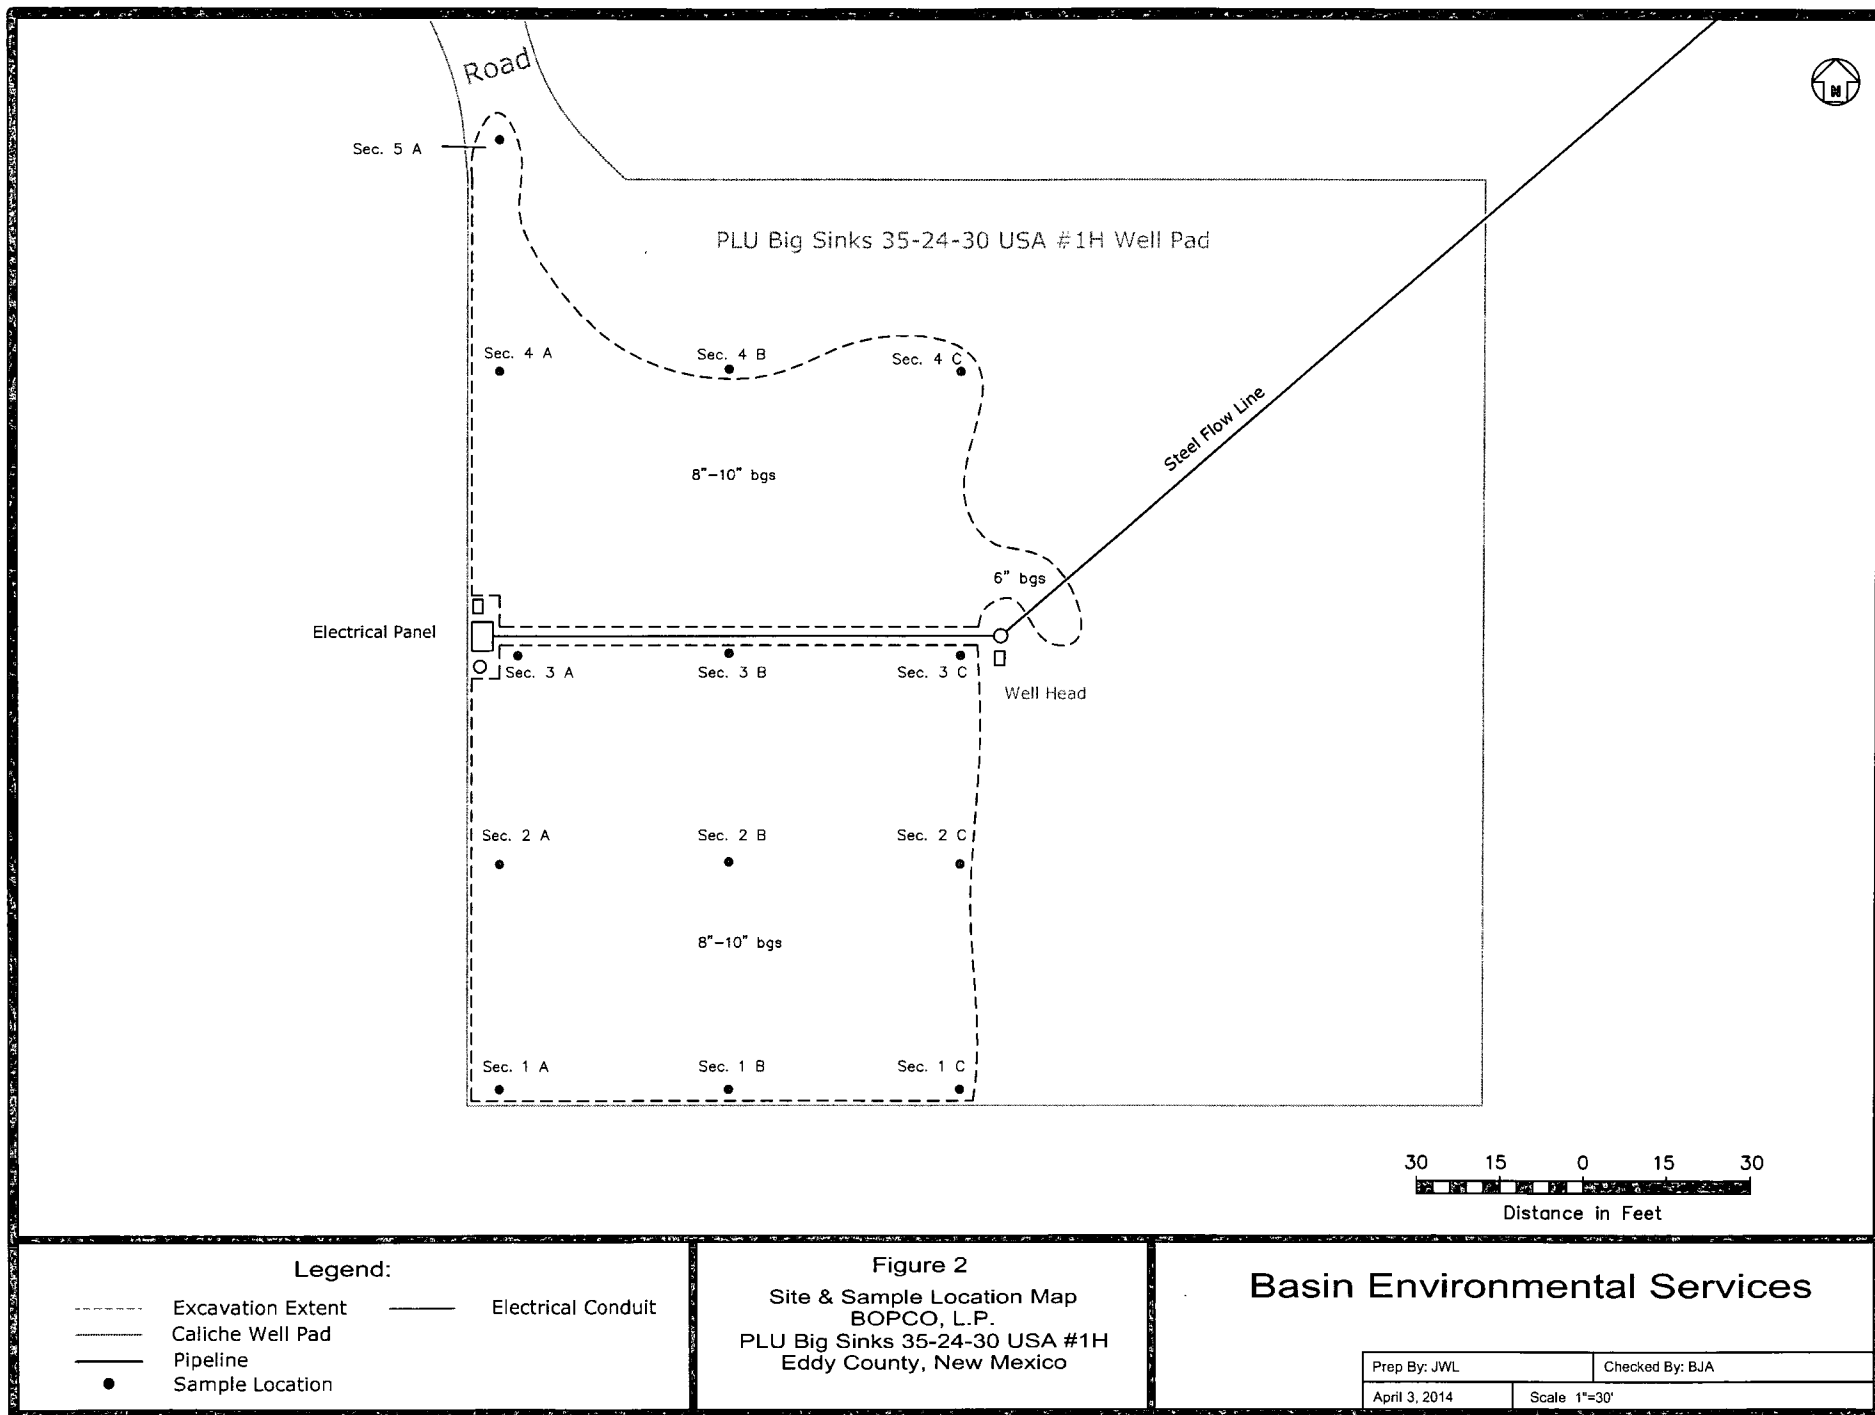 Road
N
Sec. 5 A
PLU Big Sinks 35-24-30 USA #1H Well Pad
Sec. 4 A
Sec. 4 B
Sec. 4 C
Steel Flow Line
8"-10" bgs
6" bgs
Electrical Panel
Sec. 3 A
Sec. 3 B
Sec. 3 C
Well Head
Sec. 2 A
Sec. 2 B
Sec. 2 C
8"-10" bgs
Sec. 1 A
Sec. 1 B
Sec. 1 C
30 15 0 15 30
Distance in Feet
Legend:
Excavation Extent
Electrical Conduit
Caliche Well Pad
Pipeline
Sample Location
Figure 2
Site & Sample Location Map
BOPCO, L.P.
PLU Big Sinks 35-24-30 USA #1H
Eddy County, New Mexico
Basin Environmental Services
Prep By: JWL
Checked By: BJA
April 3, 2014
Scale 1"=30'